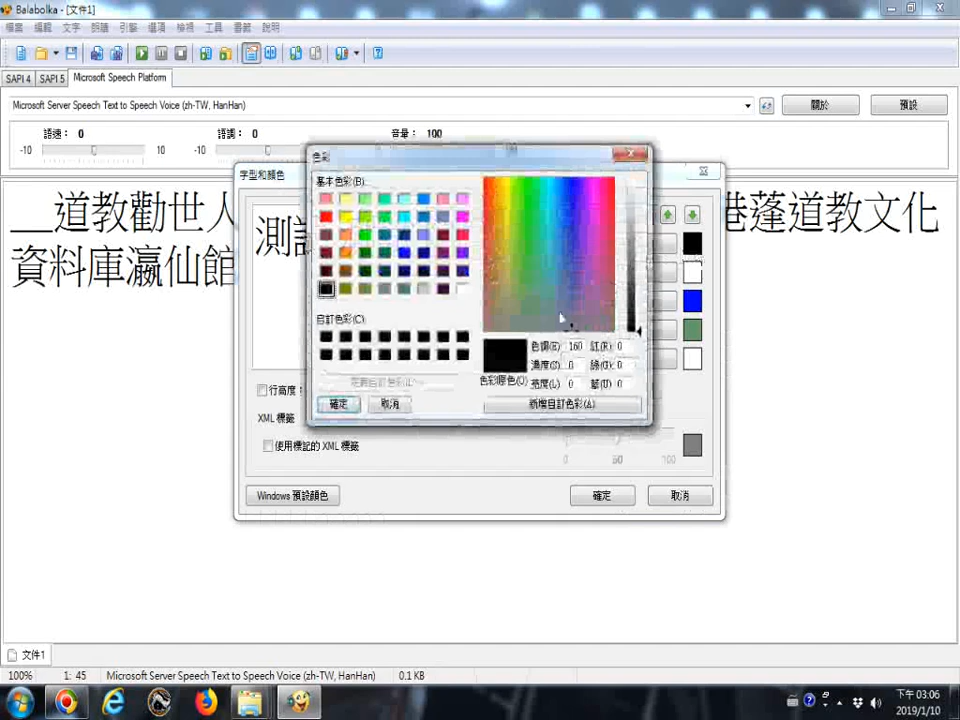 Balabolka - [文件1]
檔案 編輯 文字 朗讀 引擎 選項 檢視 工具 書籤 說明
SAPI 4 SAPI 5 Microsoft Speech Platform
Microsoft Server Speech Text to Speech Voice (zh-TW, HanHan) 關於 預設
語速： 0 語調： 0 音量： 100
-10 10 -10
色彩
字型和顏色
基本色彩(B):
__道教勸世人 港蓬道教文化
測
資料庫瀛仙館
自訂色彩(C):
色調(E): 160 紅(R): 0
濃度(S): 0 綠(G): 0
色彩|原色(O) 亮度(L) 0 藍(U): 0
定義自訂色彩(D) >>
確定 取消 新增自訂色彩(A)
行高度：
XML 標籤
使用標記的 XML 標籤
0 50 100
Windows 預設顏色 確定 取消
文件1
100% 1: 45 Microsoft Server Speech Text to Speech Voice (zh-TW, HanHan) 0.1 KB
下午 03:06
2019/1/10